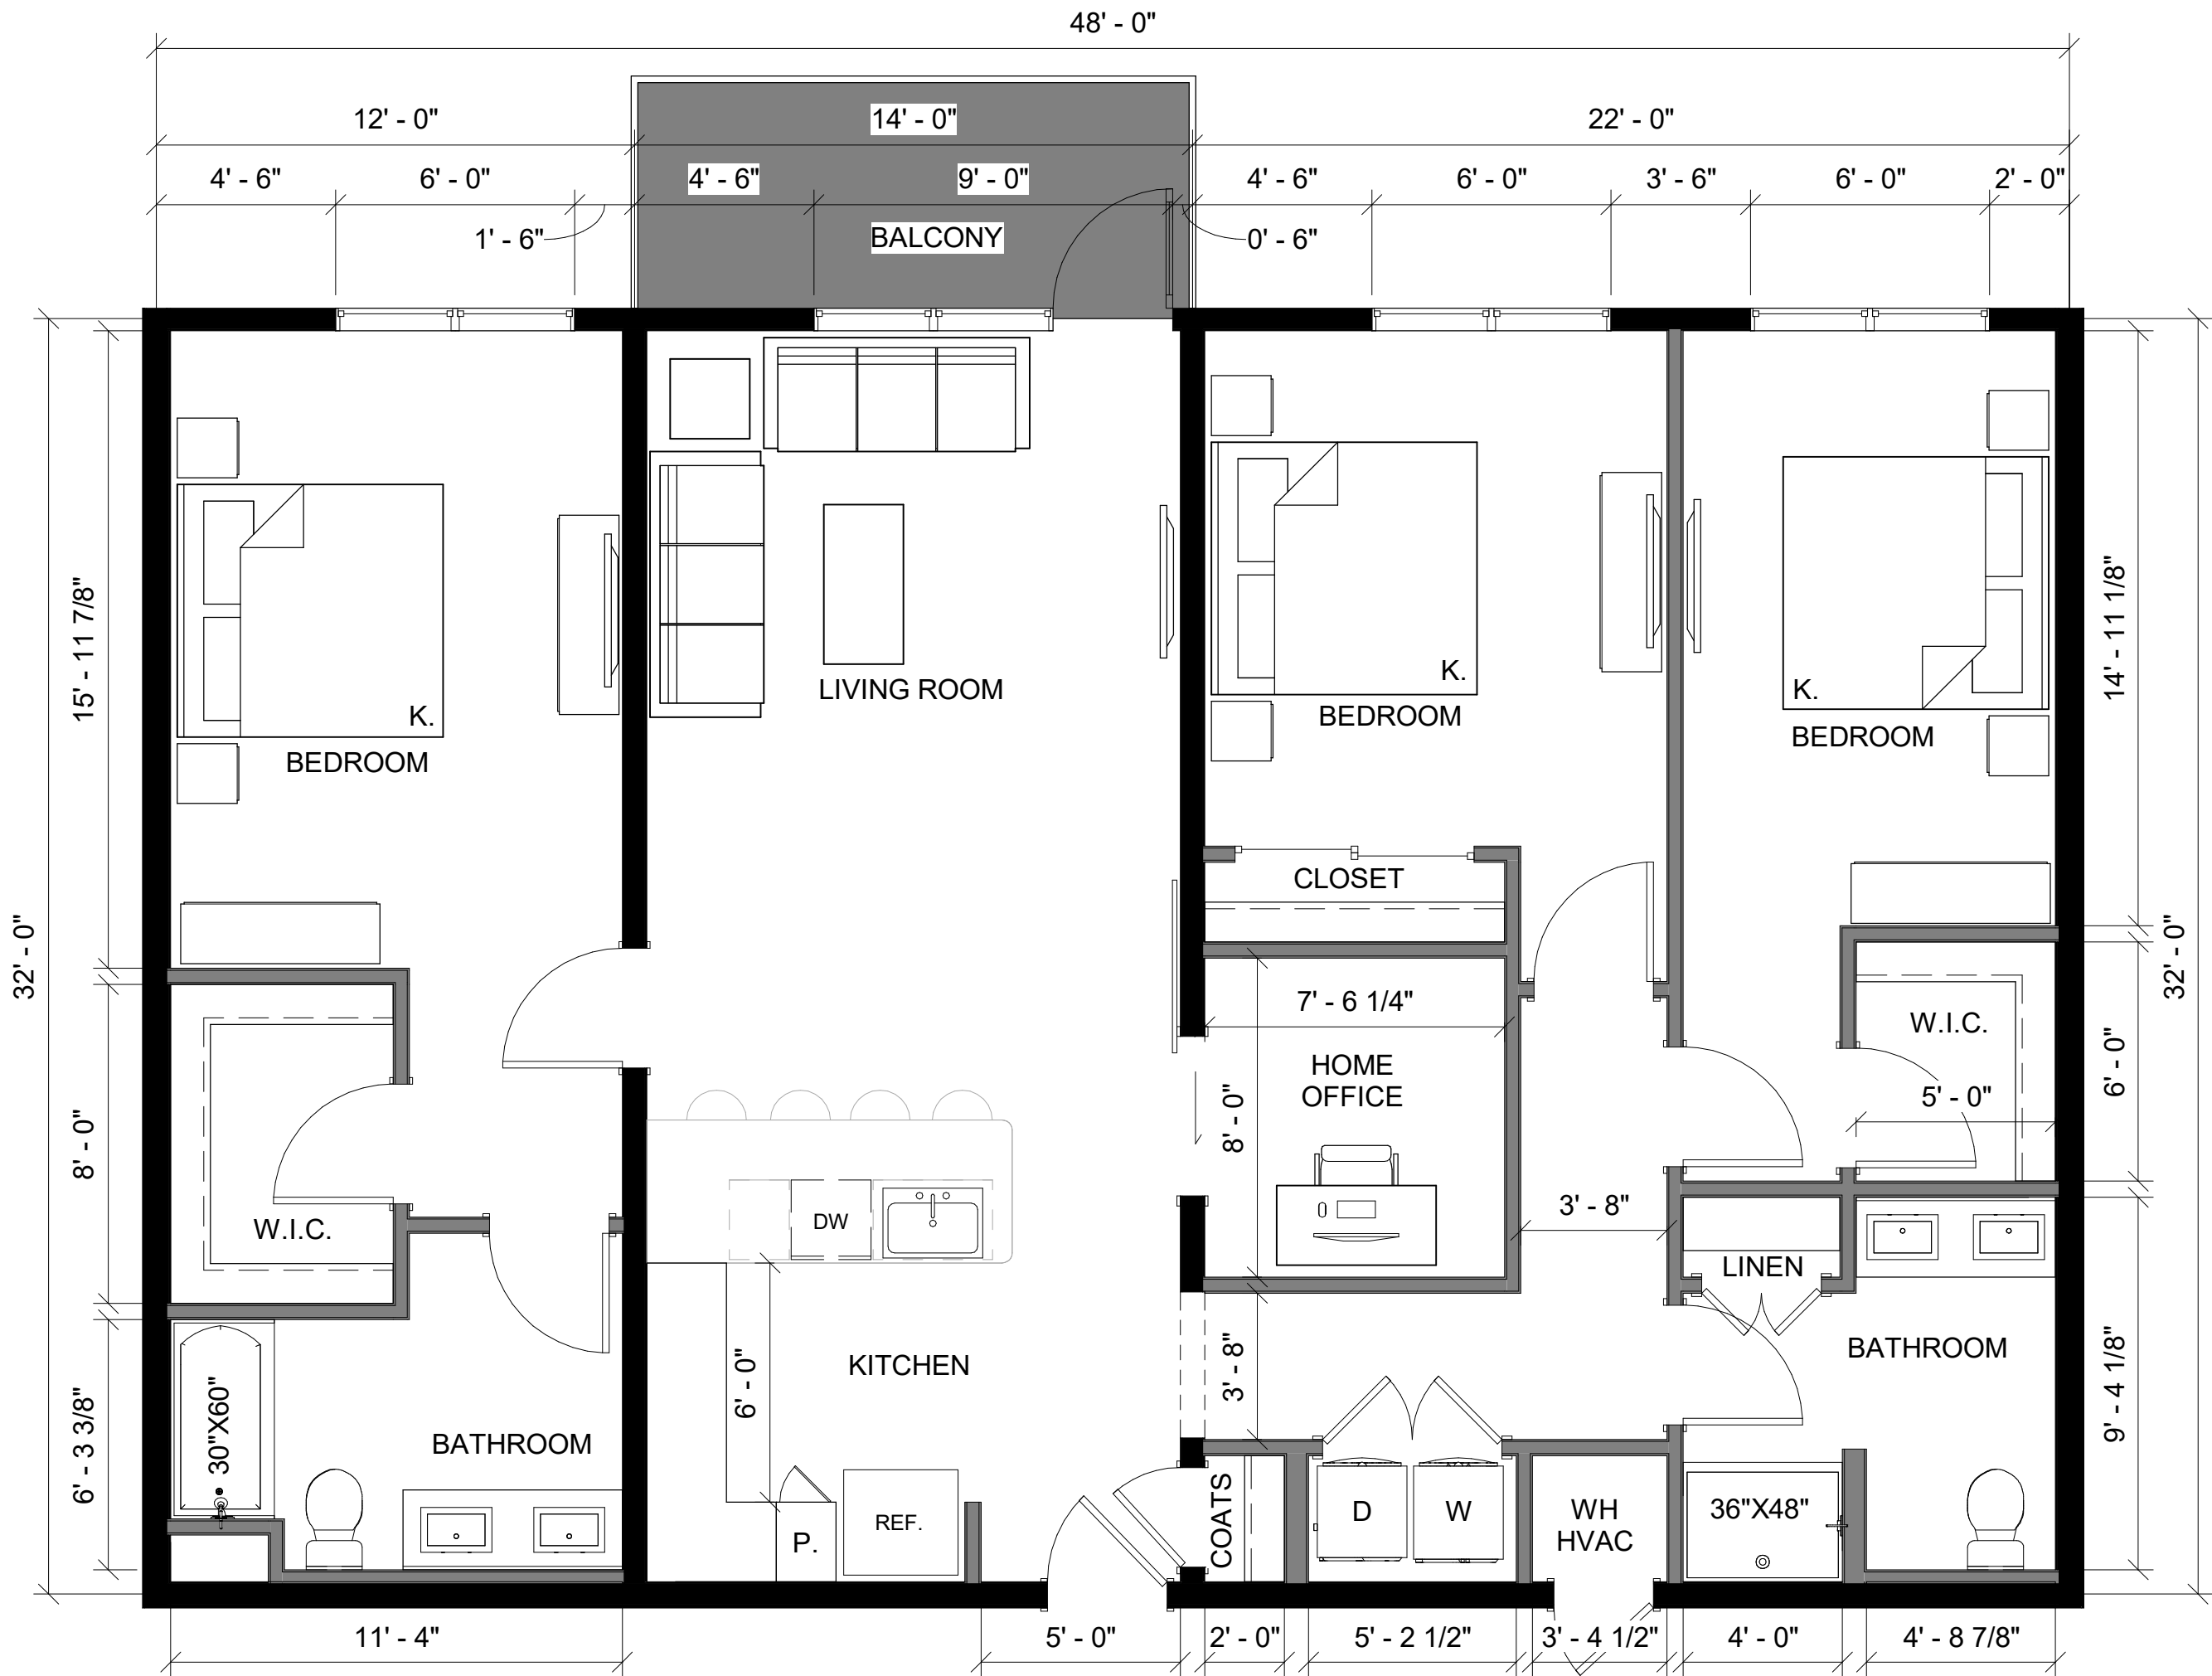 48' - 0"
12' - 0"
14' - 0"
22' - 0"
4' - 6"
6' - 0"
4' - 6"
9' - 0"
4' - 6"
6' - 0"
3' - 6"
6' - 0"
2' - 0"
1' - 6"
BALCONY
0' - 6"
15' - 11 7/8"
14' - 11 1/8"
K.
LIVING ROOM
K.
K.
BEDROOM
BEDROOM
BEDROOM
CLOSET
32' - 0"
32' - 0"
7' - 6 1/4"
W.I.C.
HOME
OFFICE
8' - 0"
8' - 0"
6' - 0"
5' - 0"
W.I.C.
DW
3' - 8"
LINEN
KITCHEN
6' - 0"
3' - 8"
BATHROOM
9' - 4 1/8"
6' - 3 3/8"
30"X60"
BATHROOM
COATS
D
W
WH
HVAC
36"X48"
P.
REF.
11' - 4"
5' - 0"
2' - 0"
5' - 2 1/2"
3' - 4 1/2"
4' - 0"
4' - 8 7/8"